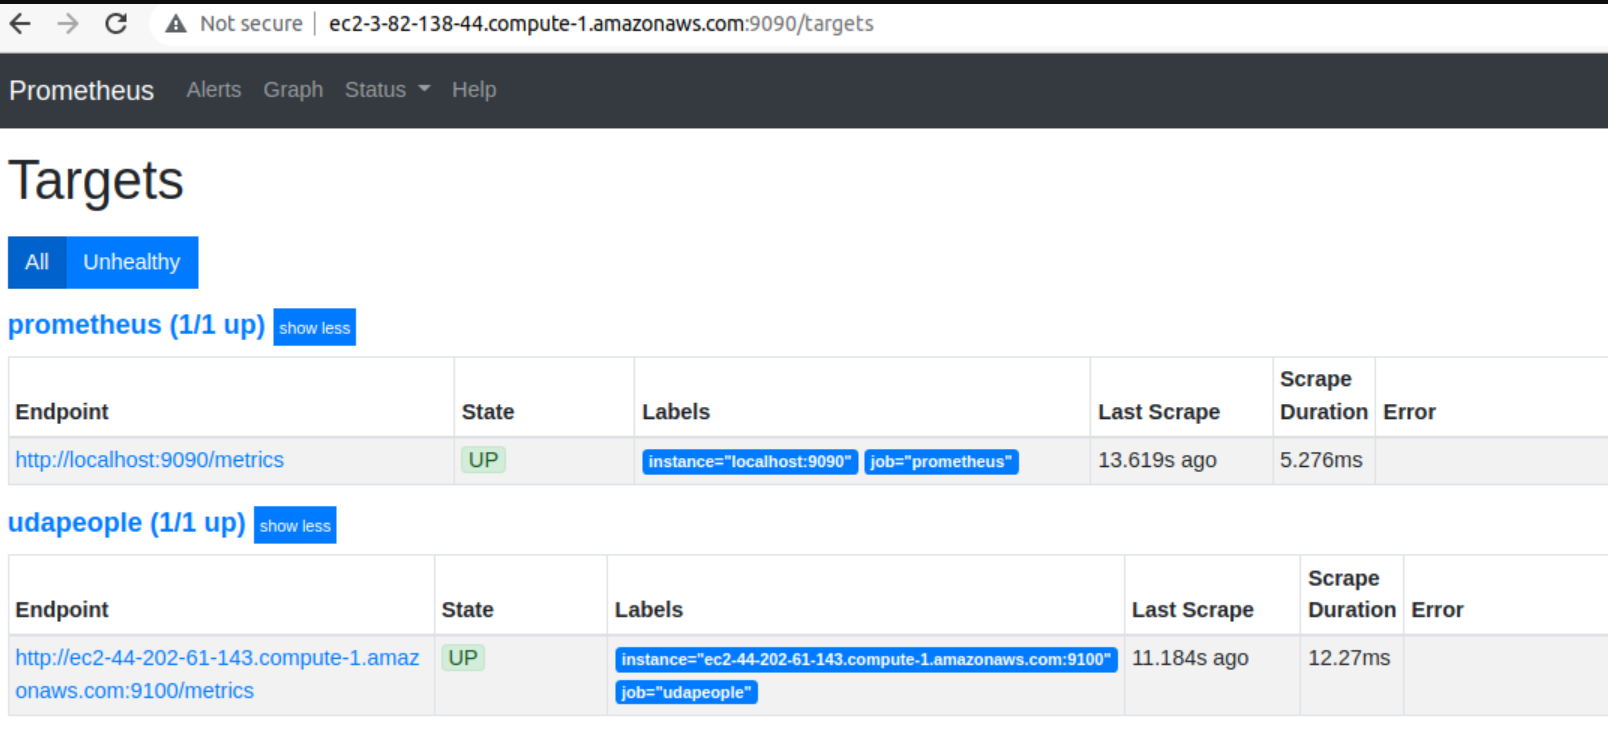 Not secure ec2-3-82-138-44.compute-1.amazonaws.com:9090/targets
Prometheus Alerts Graph Status Help
Targets
All Unhealthy
prometheus (1/1 up) show less
Endpoint State Labels Last Scrape Scrape Duration Error
http://localhost:9090/metrics UP instance="localhost:9090" job="prometheus" 13.619s ago 5.276ms
udapeople (1/1 up) show less
Endpoint State Labels Last Scrape Scrape Duration Error
http://ec2-44-202-61-143.compute-1.amaz UP instance="ec2-44-202-61-143.compute-1.amazonaws.com:9100" 11.184s ago 12.27ms
onaws.com:9100/metrics job="udapeople"